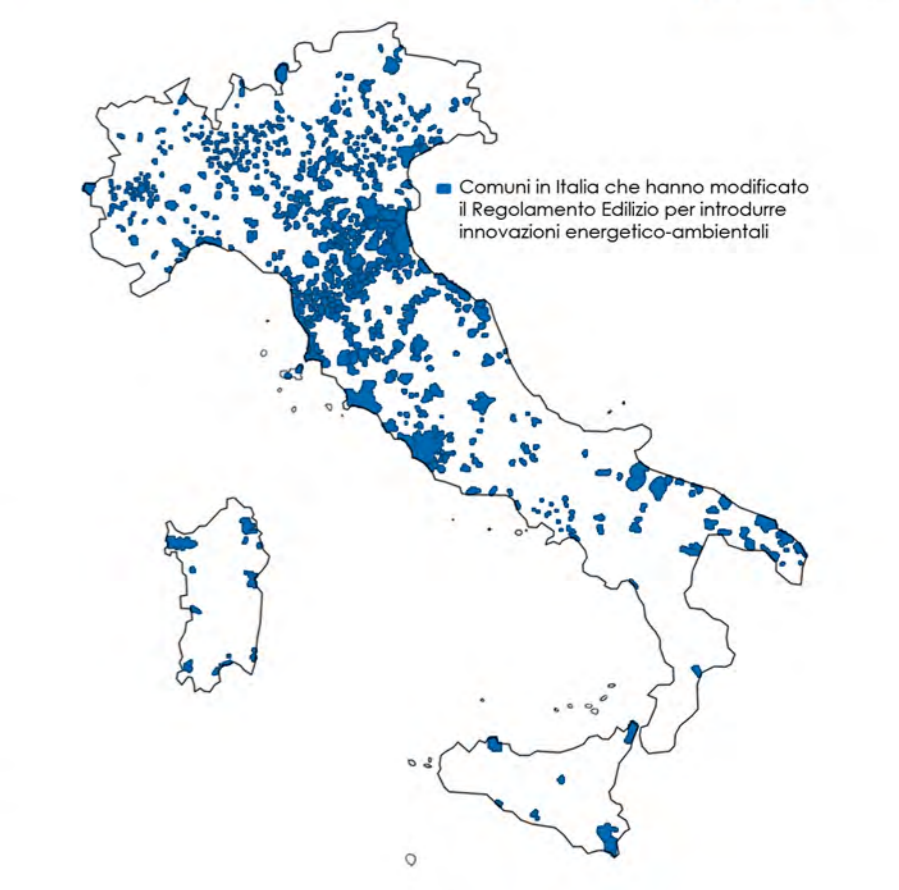 Comuni in Italia che hanno modificato
il Regolamento Edilizio per introdurre
innovazioni energetico-ambientali